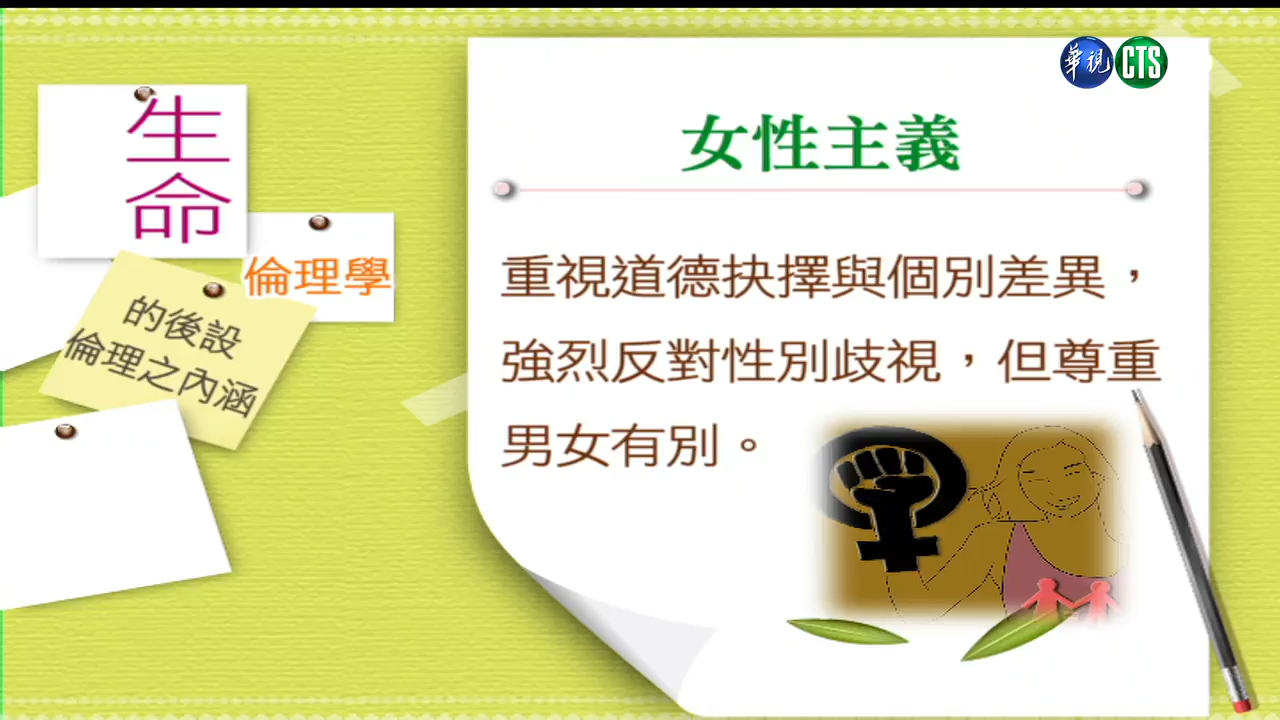 華視 CTS
生命
倫理學
的後設
倫理之內涵
女性主義
重視道德抉擇與個別差異，
強烈反對性別歧視，但尊重
男女有別。